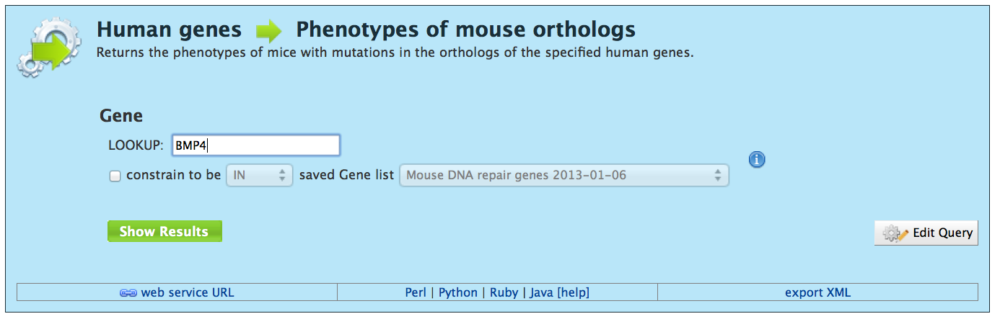 Human genes Phenotypes of mouse orthologs
Returns the phenotypes of mice with mutations in the orthologs of the specified human genes.
Gene
LOOKUP: BMP4
constrain to be IN saved Gene list Mouse DNA repair genes 2013-01-06
i
Show Results
Edit Query
web service URL
Perl | Python | Ruby | Java [help]
export XML